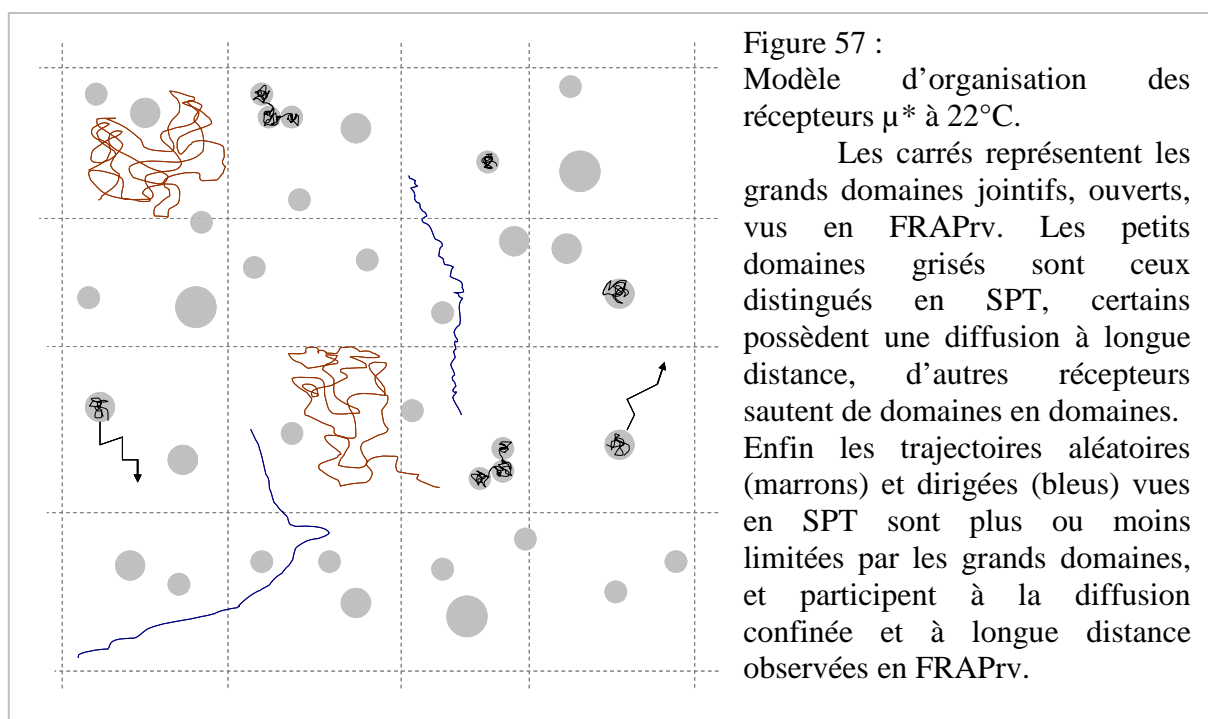 Figure 57 :
Modèle d’organisation des
récepteurs µ* à 22°C.
Les carrés représentent les
grands domaines jointifs, ouverts,
vus en FRAPrv. Les petits
domaines grisés sont ceux
distingués en SPT, certains
possèdent une diffusion à longue
distance, d’autres récepteurs
sautent de domaines en domaines.
Enfin les trajectoires aléatoires
(marrons) et dirigées (bleus) vues
en SPT sont plus ou moins
limitées par les grands domaines,
et participent à la diffusion
confinée et à longue distance
observées en FRAPrv.